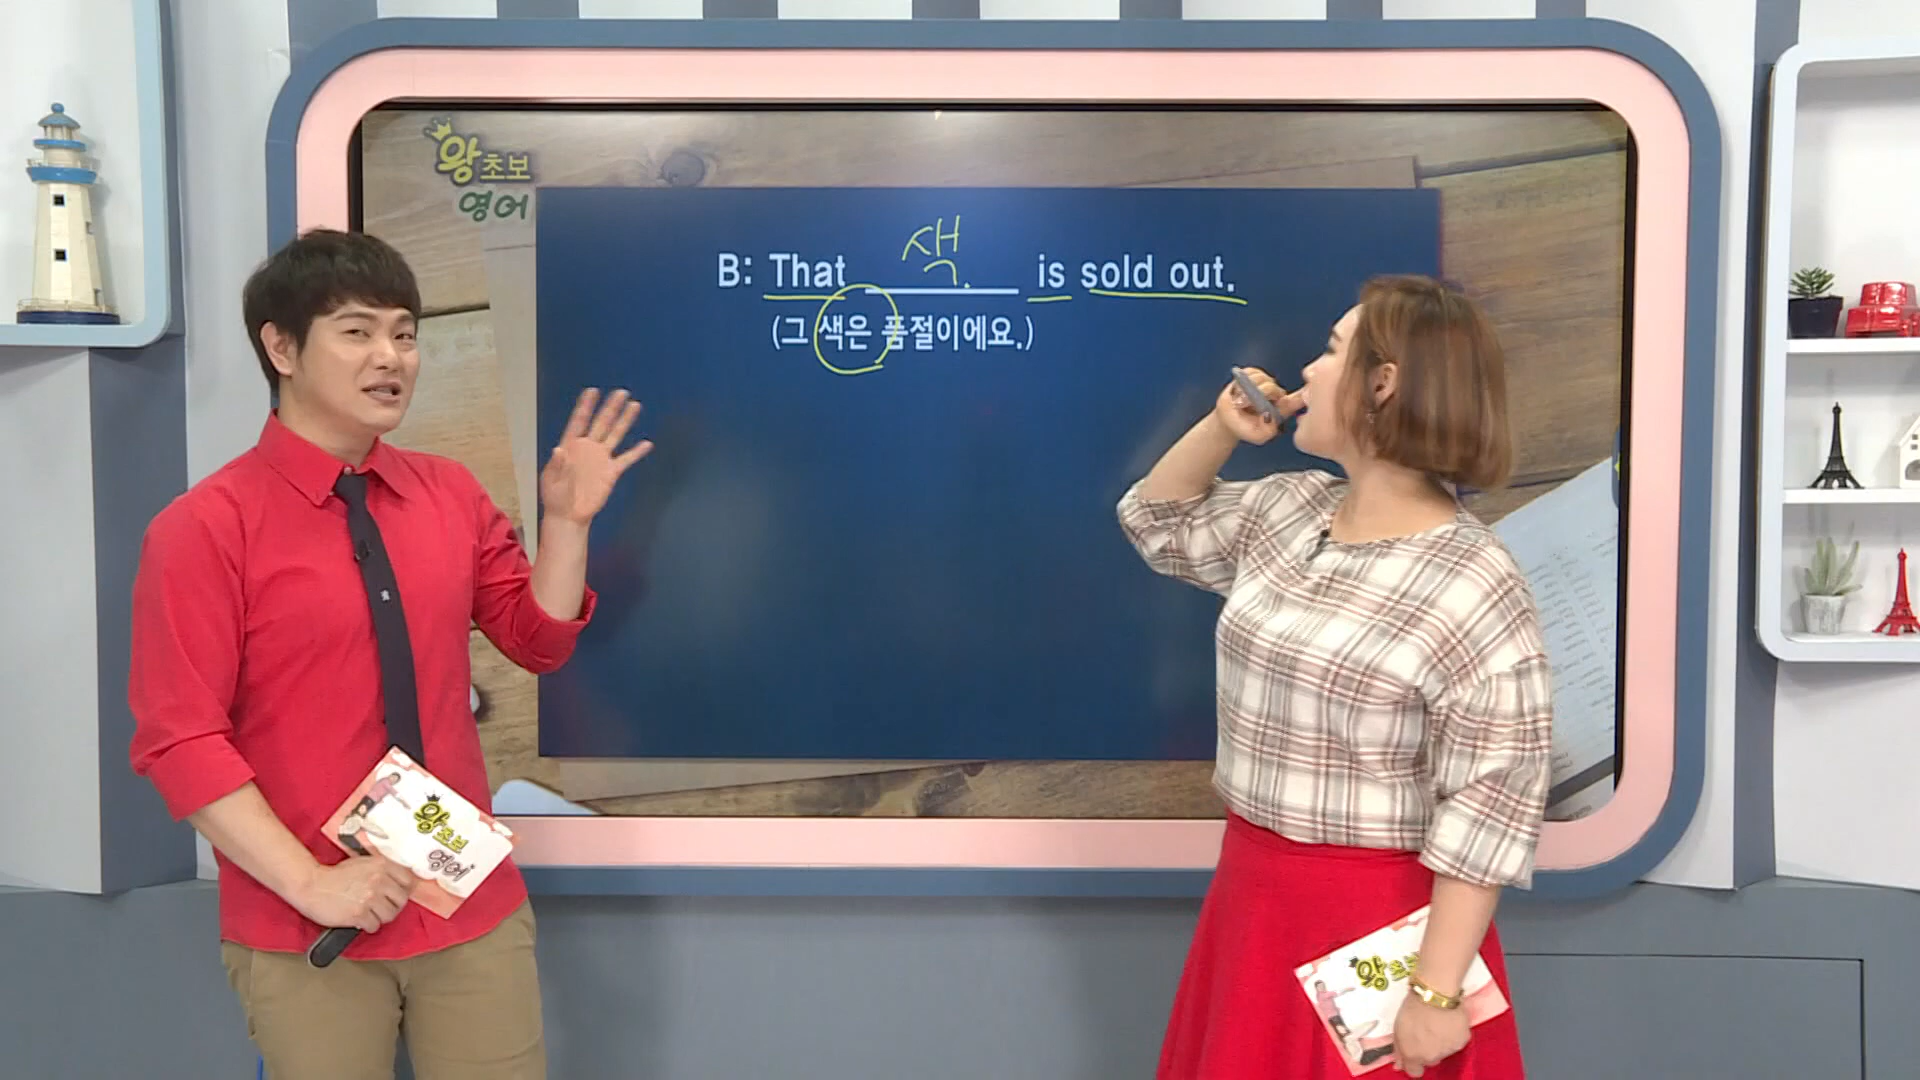 왕초보
영어
색
B: That ______ is sold out.
(그 색은 품절이에요.)
왕초보
영어
왕초보